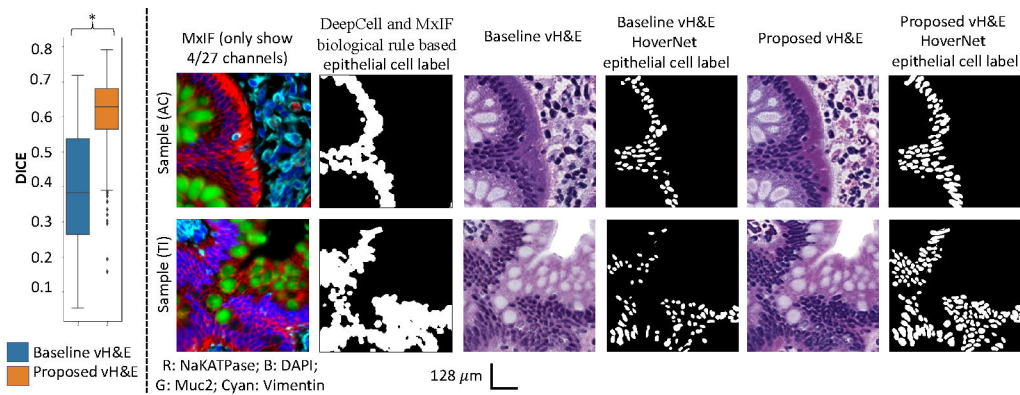 *
0.8
0.7
0.6
0.5
0.4
0.3
0.2
0.1
DICE
Baseline vH&E
Proposed vH&E
MxIF (only show
4/27 channels)
DeepCell and MxIF
biological rule based
epithelial cell label
Baseline vH&E
Baseline vH&E
HoverNet
epithelial cell label
Proposed vH&E
Proposed vH&E
HoverNet
epithelial cell label
Sample (AC)
Sample (TI)
R: NaKATPase; B: DAPI;
G: Muc2; Cyan: Vimentin
128 μm